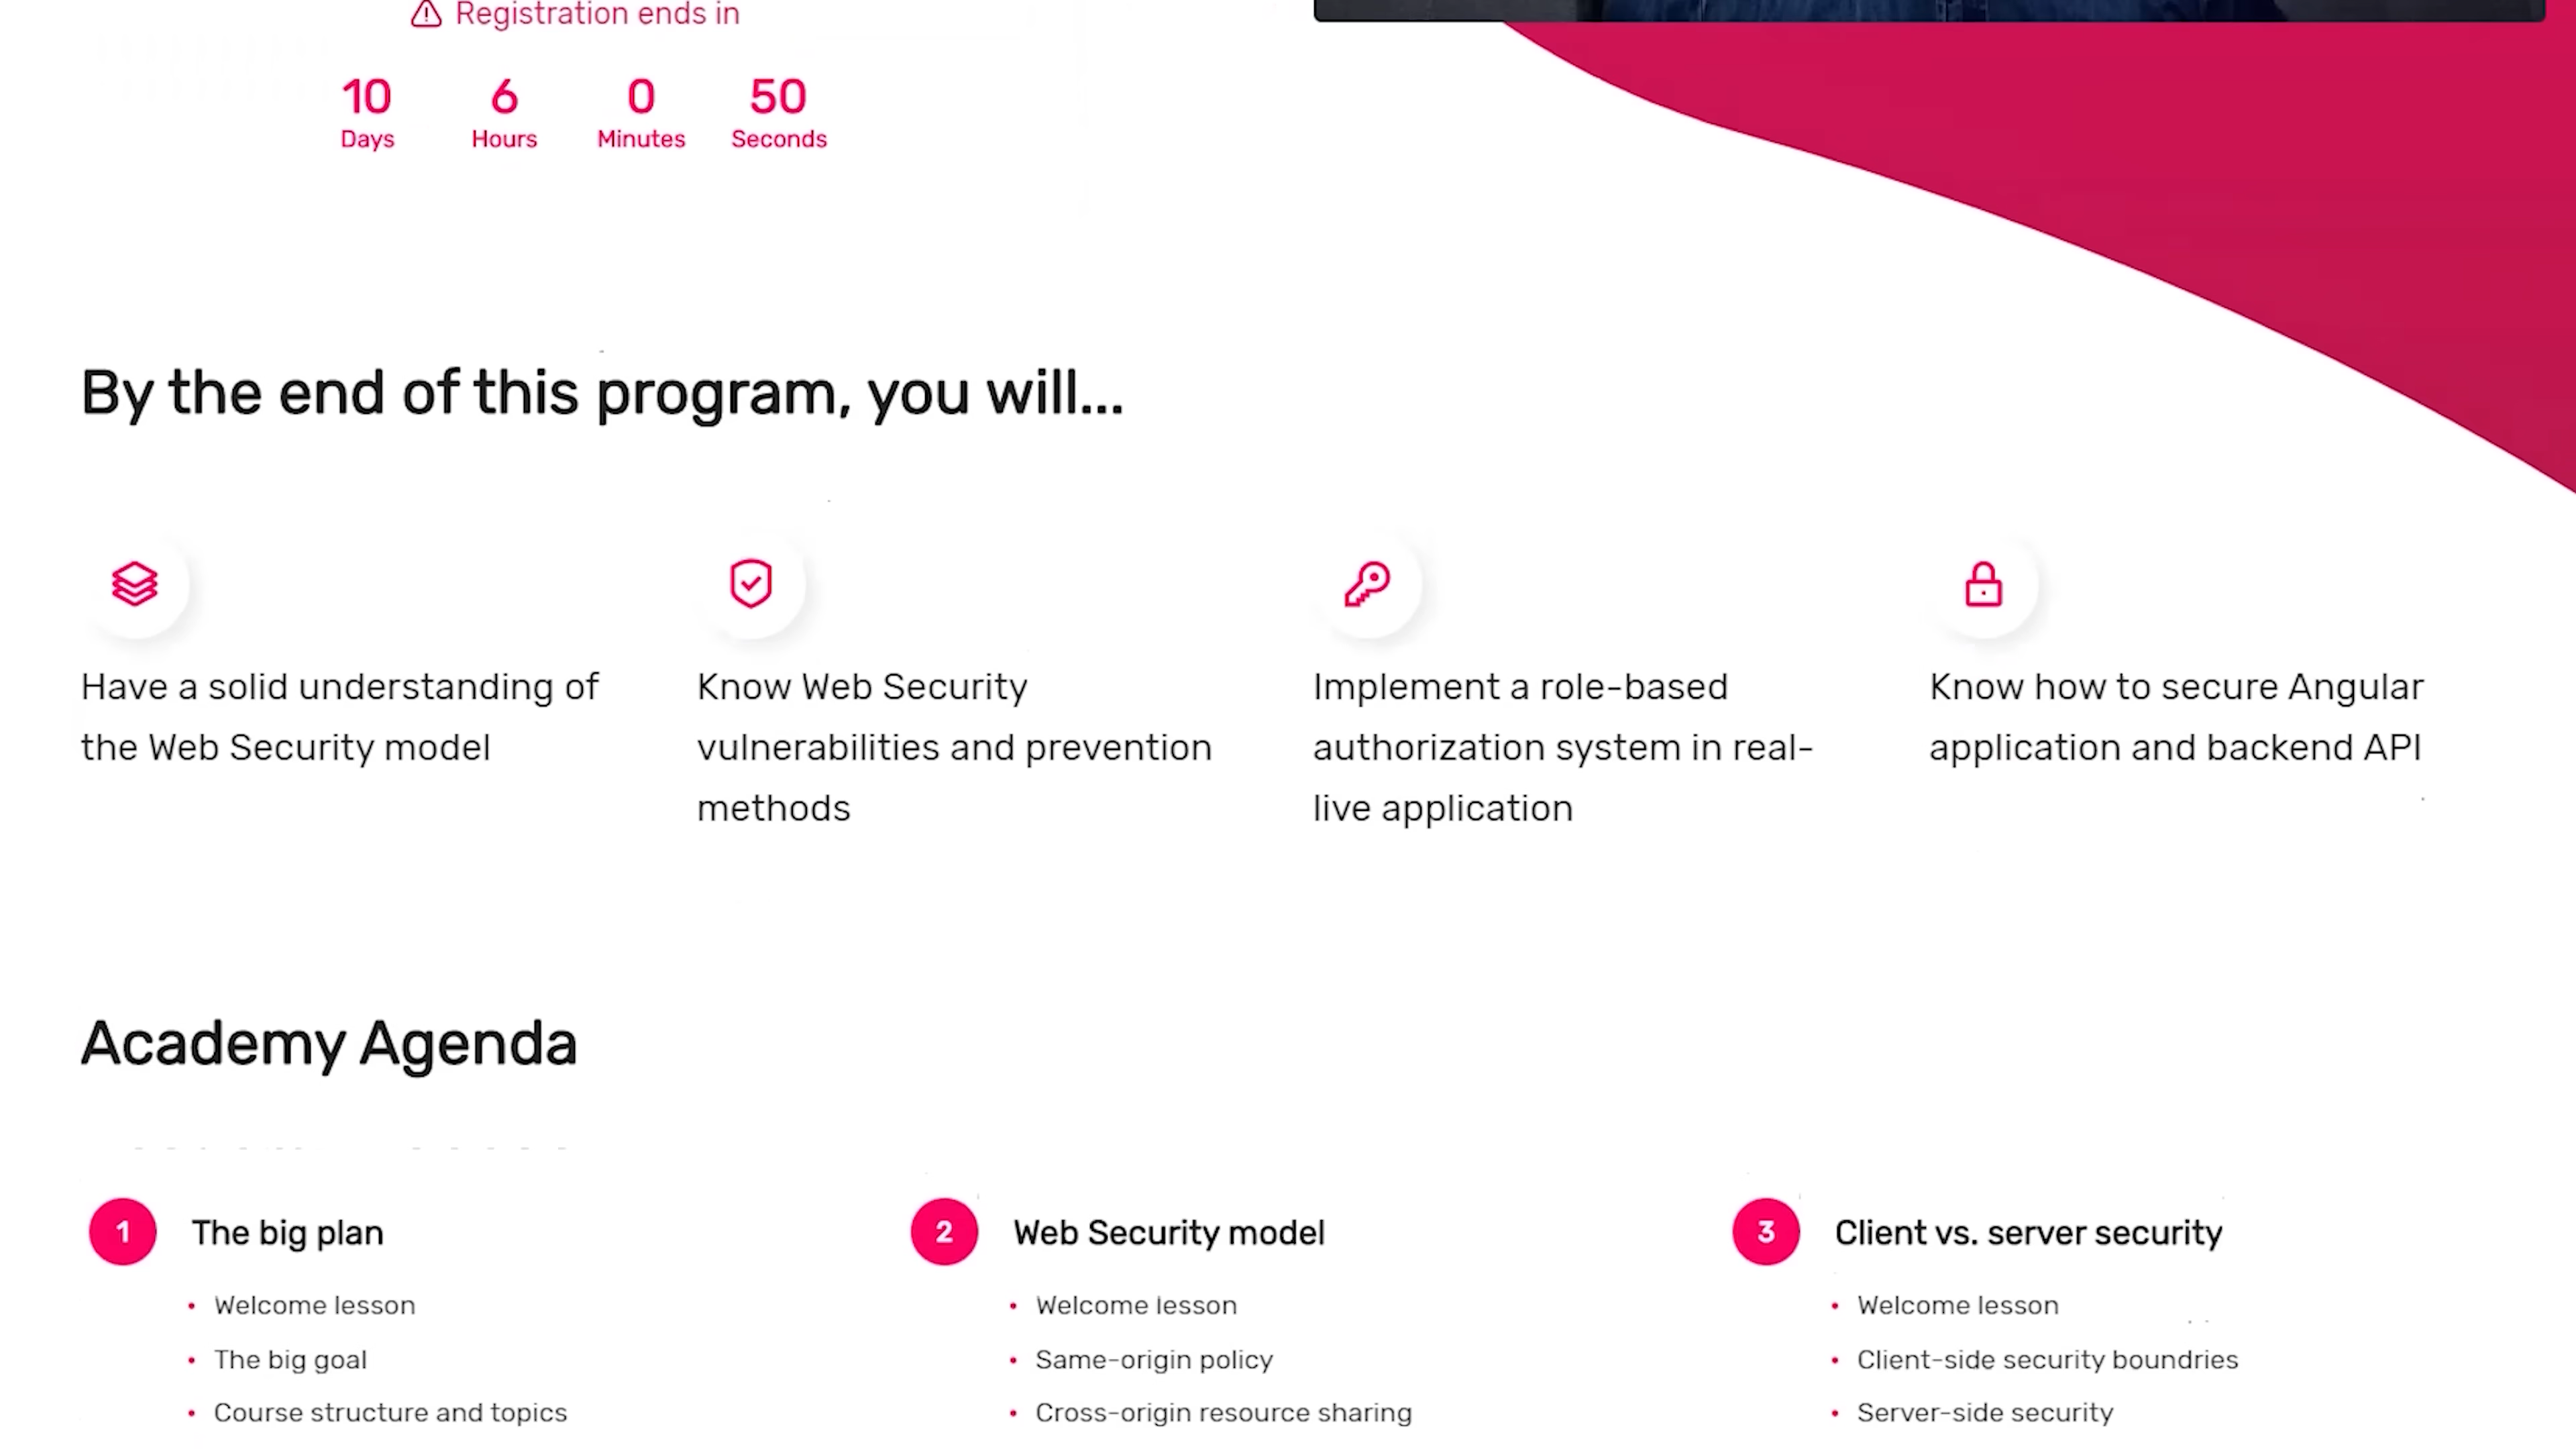 Registration ends in
10 6 0 50
Days Hours Minutes Seconds
By the end of this program, you will...
Have a solid understanding of
the Web Security model
Know Web Security
vulnerabilities and prevention
methods
Implement a role-based
authorization system in real-
live application
Know how to secure Angular
application and backend API
Academy Agenda
1 The big plan
• Welcome lesson
• The big goal
• Course structure and topics
2 Web Security model
• Welcome lesson
• Same-origin policy
• Cross-origin resource sharing
3 Client vs. server security
• Welcome lesson
• Client-side security boundries
• Server-side security